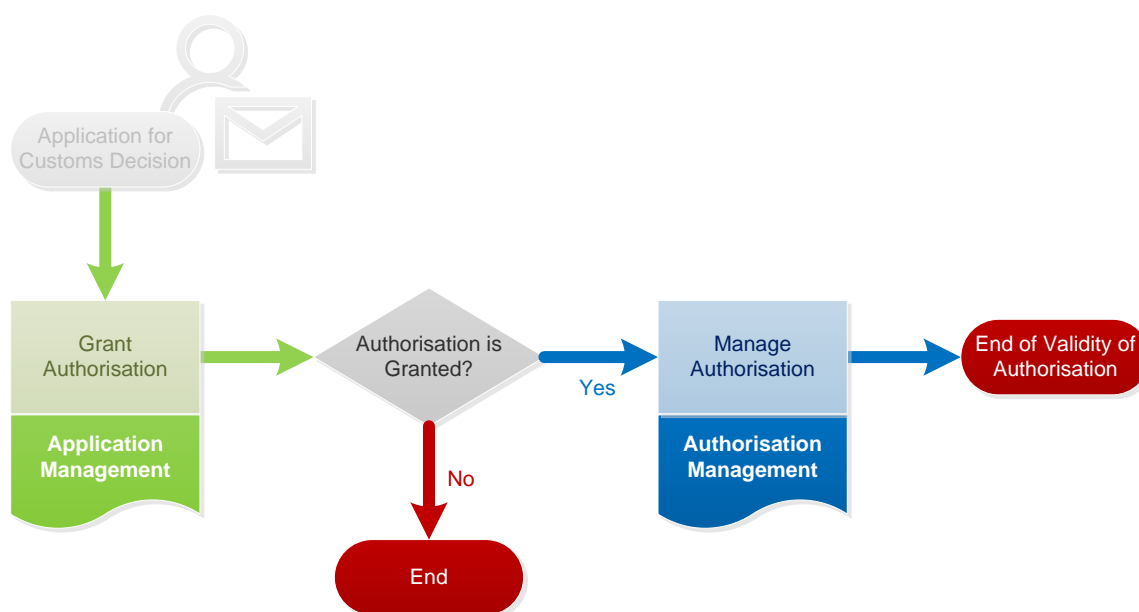 Application for
Customs Decision
Grant
Authorisation
Application
Management
Authorisation is
Granted?
Yes
No
End
Manage
Authorisation
Authorisation
Management
End of Validity of
Authorisation